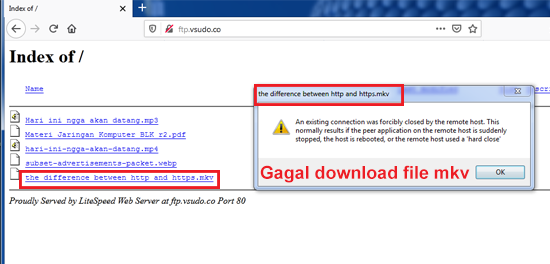 Index of /
ftp.vsudo.co
Index of /
Name
the difference between http and https.mkv
An existing connection was forcibly closed by the remote host. This
normally results if the peer application on the remote host is suddenly
stopped, the host is rebooted, or the remote host used a 'hard close'
Gagal download file mkv
OK
Hari ini ngga akan datang.mp3
Materi Jaringan Komputer BLK r2.pdf
hari-ini-ngga-akan-datang.mp4
subset-advertisements-packet.webp
the difference between http and https.mkv
Proudly Served by LiteSpeed Web Server at ftp.vsudo.co Port 80